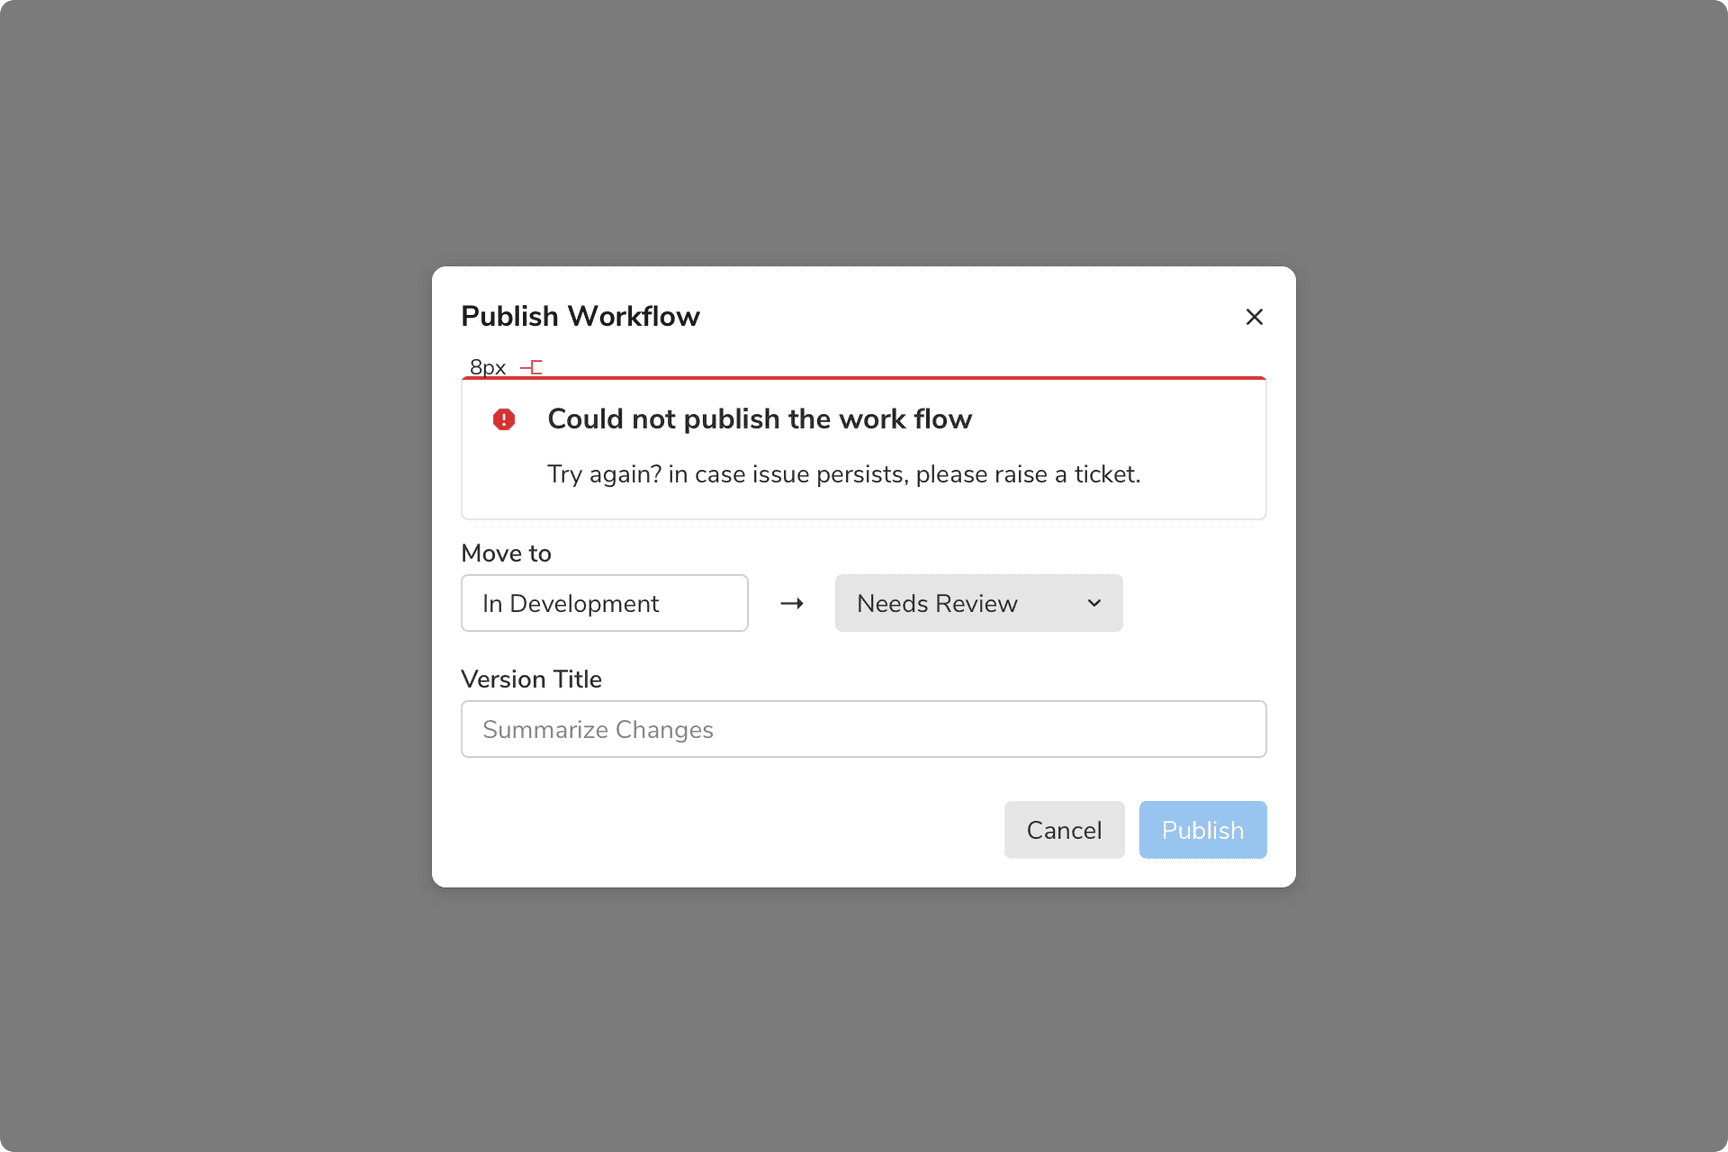 Publish Workflow
8px
Could not publish the work flow
Try again? in case issue persists, please raise a ticket.
Move to
In Development → Needs Review
Version Title
Summarize Changes
Cancel Publish